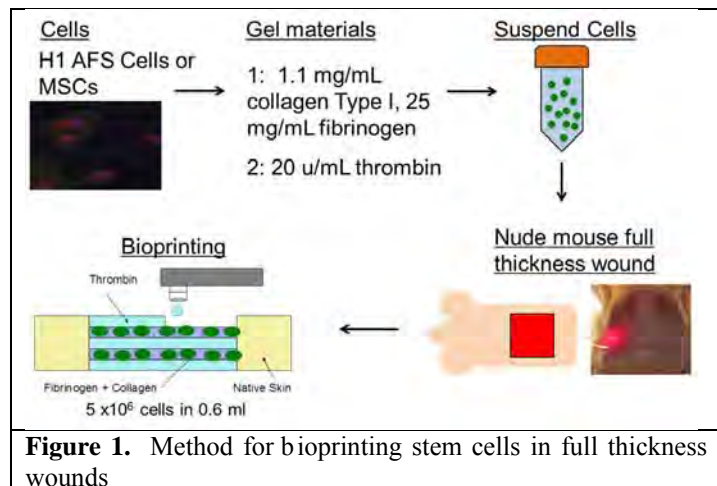 Cells
H1 AFS Cells or
MSCs
Gel materials
1: 1.1 mg/mL
collagen Type I, 25
mg/mL fibrinogen
2: 20 u/mL thrombin
Suspend Cells
Nude mouse full
thickness wound
Bioprinting
Thrombin
Fibrinogen + Collagen
Native Skin
5 x10⁶ cells in 0.6 ml
Figure 1. Method for bioprinting stem cells in full thickness
wounds